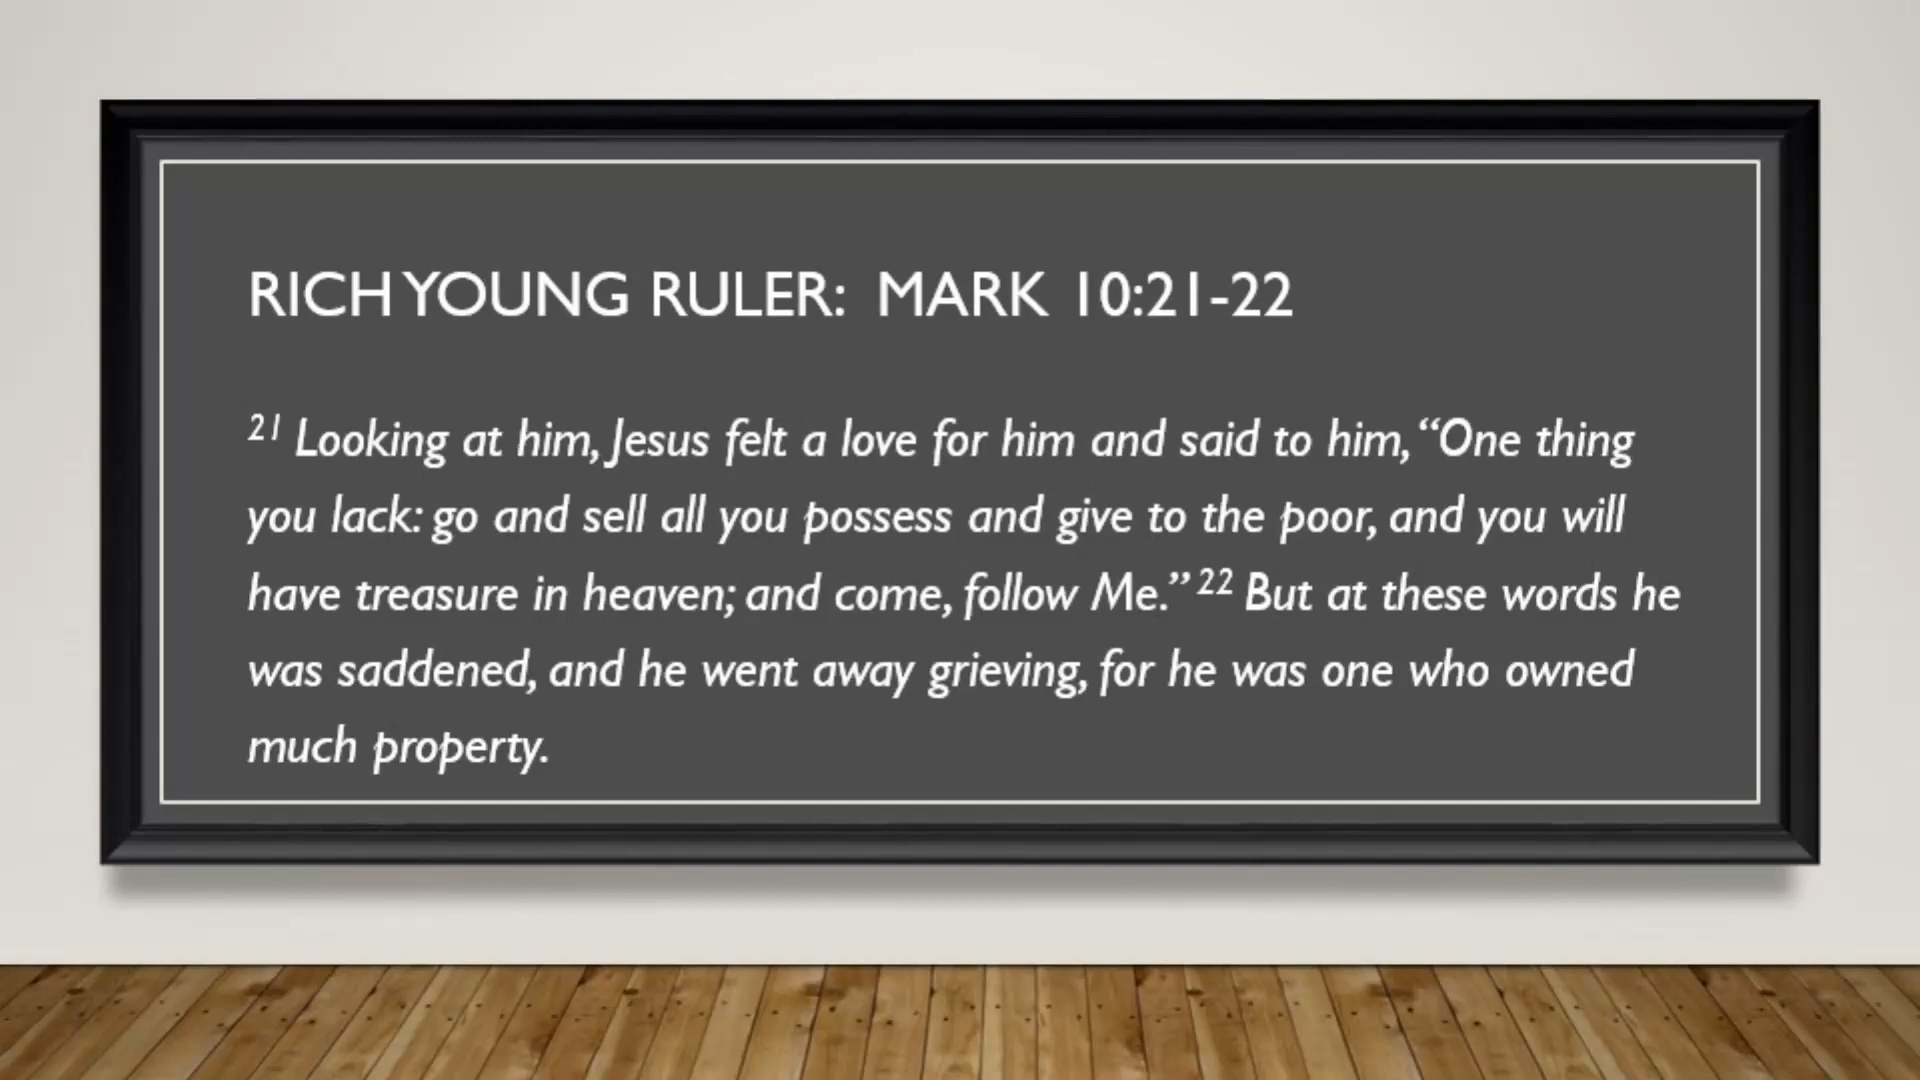 RICH YOUNG RULER: MARK 10:21-22
21 Looking at him, Jesus felt a love for him and said to him, “One thing
you lack: go and sell all you possess and give to the poor, and you will
have treasure in heaven; and come, follow Me.” 22 But at these words he
was saddened, and he went away grieving, for he was one who owned
much property.